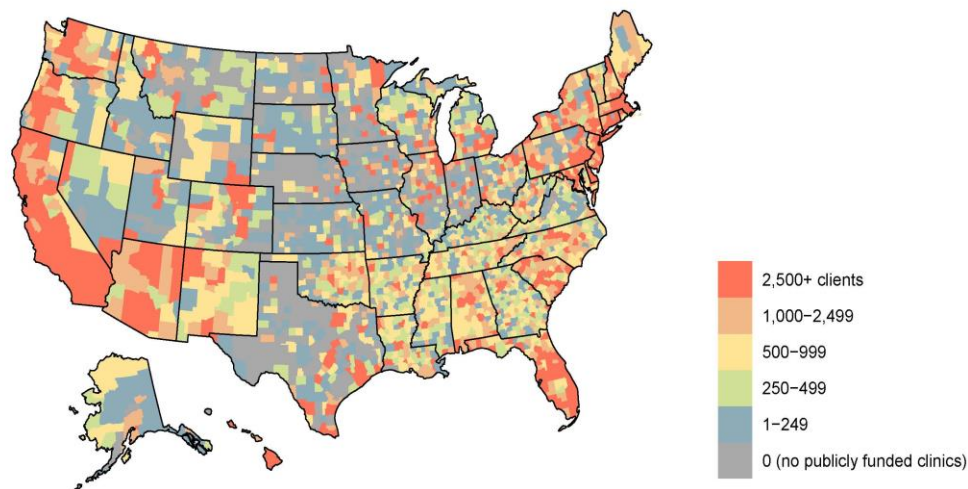 2,500+ clients
1,000−2,499
500−999
250−499
1−249
0 (no publicly funded clinics)